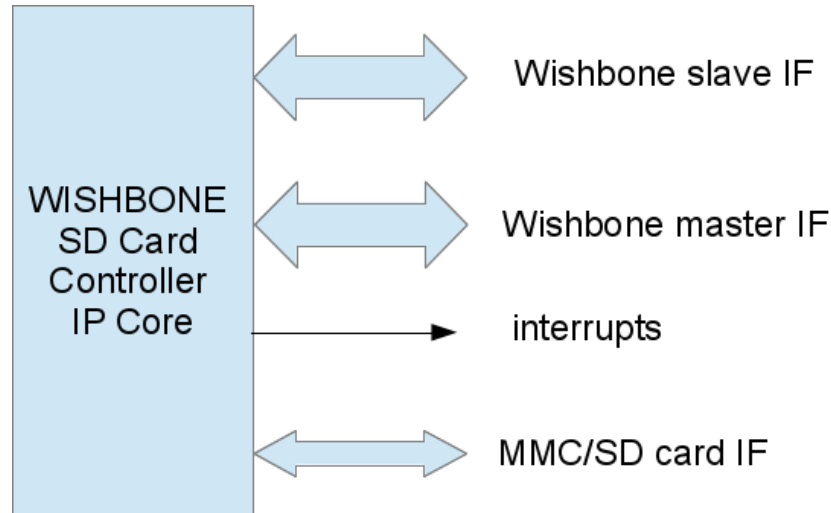 WISHBONE
SD Card
Controller
IP Core
Wishbone slave IF
Wishbone master IF
interrupts
MMC/SD card IF